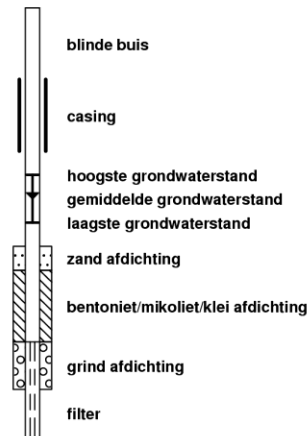 blinde buis
casing
hoogste grondwaterstand
gemiddelde grondwaterstand
laagste grondwaterstand
zand afdichting
bentoniet/mikoliet/klei afdichting
grind afdichting
filter